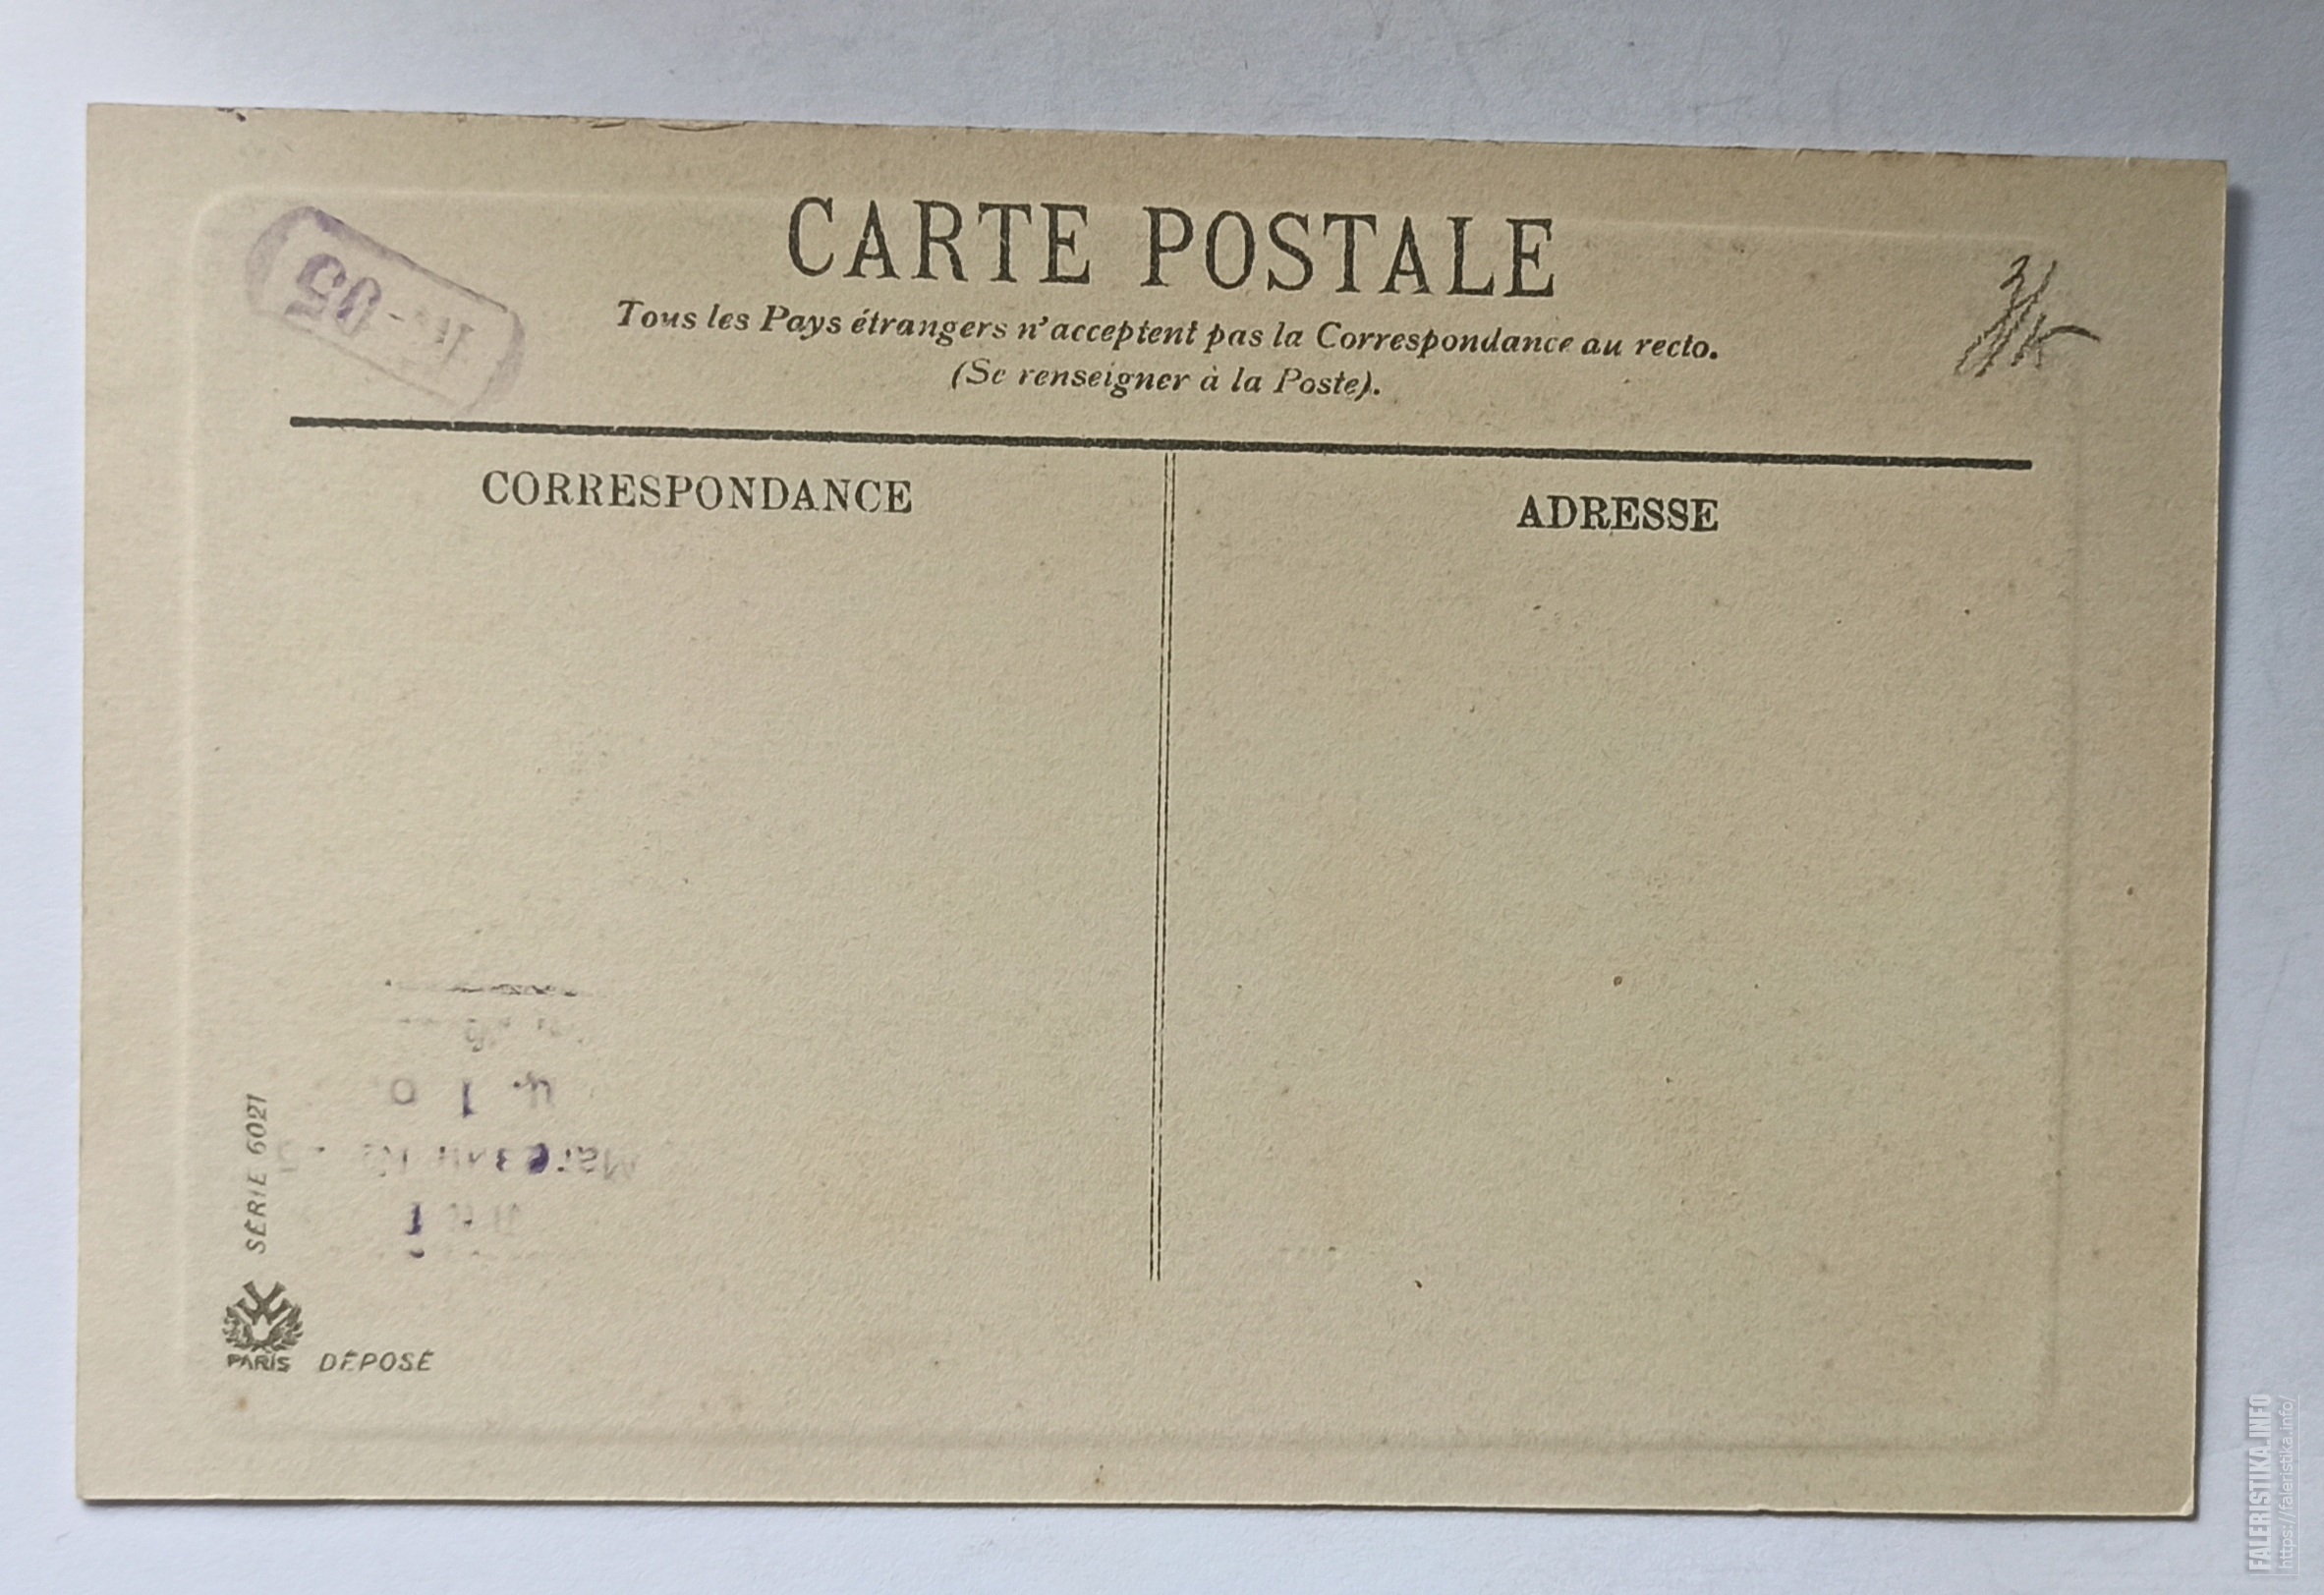 CARTE POSTALE
Tous les Pays étrangers n'acceptent pas la Correspondance au recto.
(Se renseigner à la Poste).
CORRESPONDANCE
ADRESSE
SÉRIE 6021
PARIS DÉPOSÉ
FALERISTIKA.INFO
https://faleristika.info/